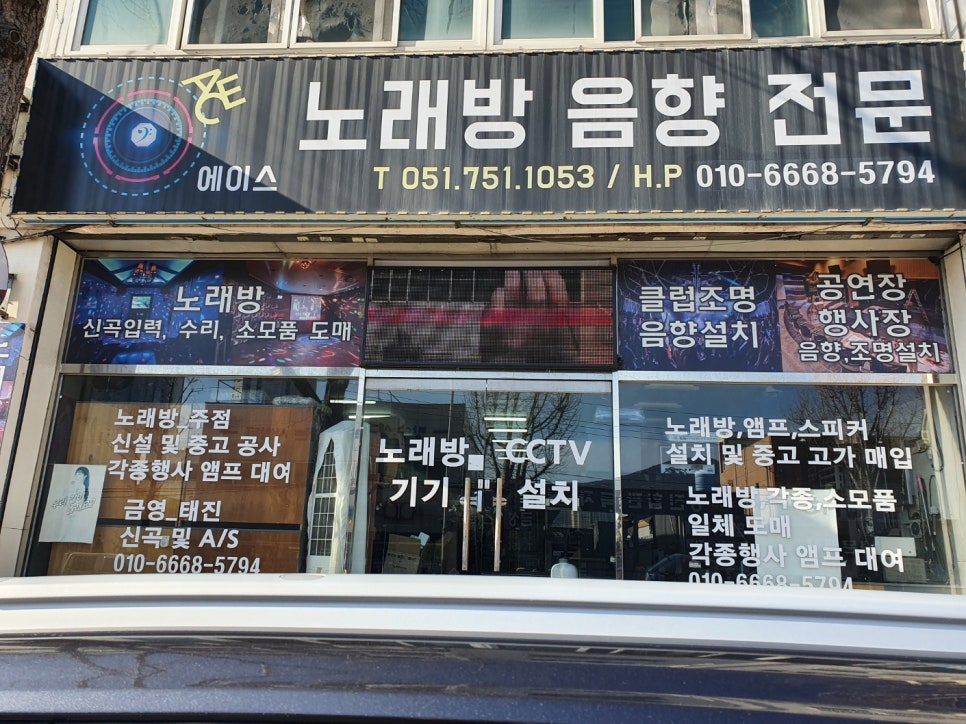 ACE
에이스
노래방 음향 전문
T 051.751.1053 / H.P 010-6668-5794
노래방
신곡입력, 수리, 소모품 도매
클럽조명
음향설치
공연장
행사장
음향,조명설치
노래방_주점
신설 및 중고 공사
각종행사 앰프 대여
금영_태진
신곡 및 A/S
010-6668-5794
노래방_ CCTV
기기 설치
노래방,앰프,스피커
설치 및 중고 고가 매입
노래방,각종,소모품
일체 도매
각종행사 앰프 대여
010-6668-5794